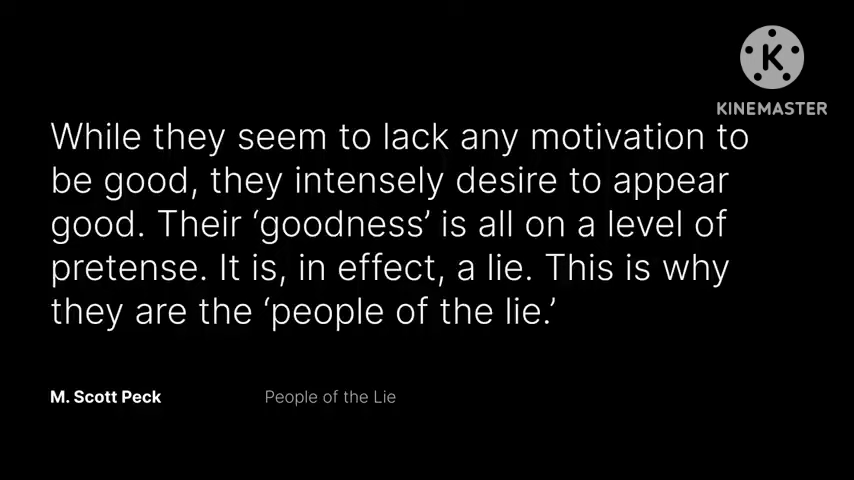 KINEMASTER
While they seem to lack any motivation to
be good, they intensely desire to appear
good. Their ‘goodness’ is all on a level of
pretense. It is, in effect, a lie. This is why
they are the ‘people of the lie.’
M. Scott Peck People of the Lie